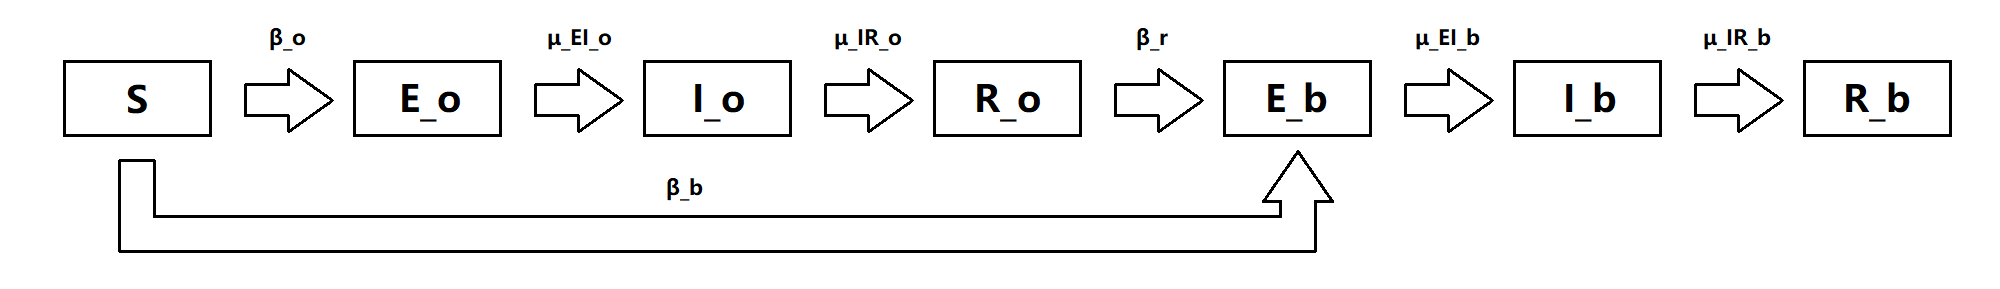 β_o μ_EI_o μ_IR_o β_r μ_EI_b μ_IR_b
S E_o I_o R_o E_b I_b R_b
β_b